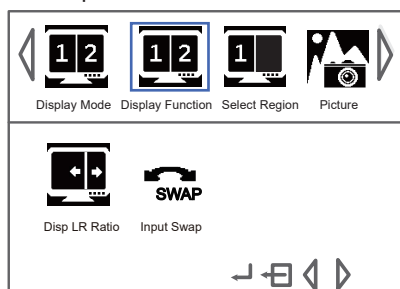 1 2
1 2
1
Display Mode Display Function Select Region Picture
SWAP
Disp LR Ratio Input Swap